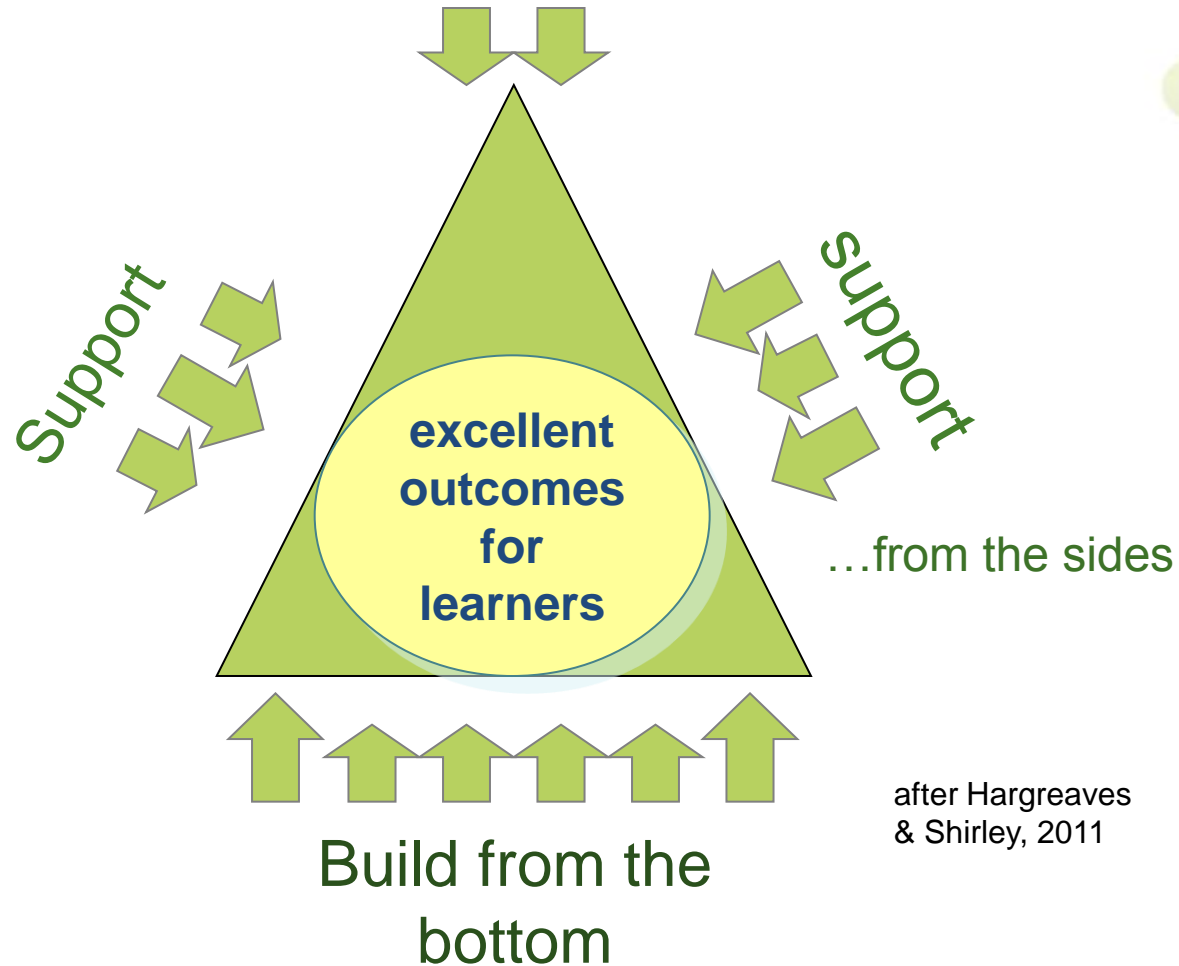 Support
support
excellent
outcomes
for
learners
…from the sides
after Hargreaves
& Shirley, 2011
Build from the
bottom